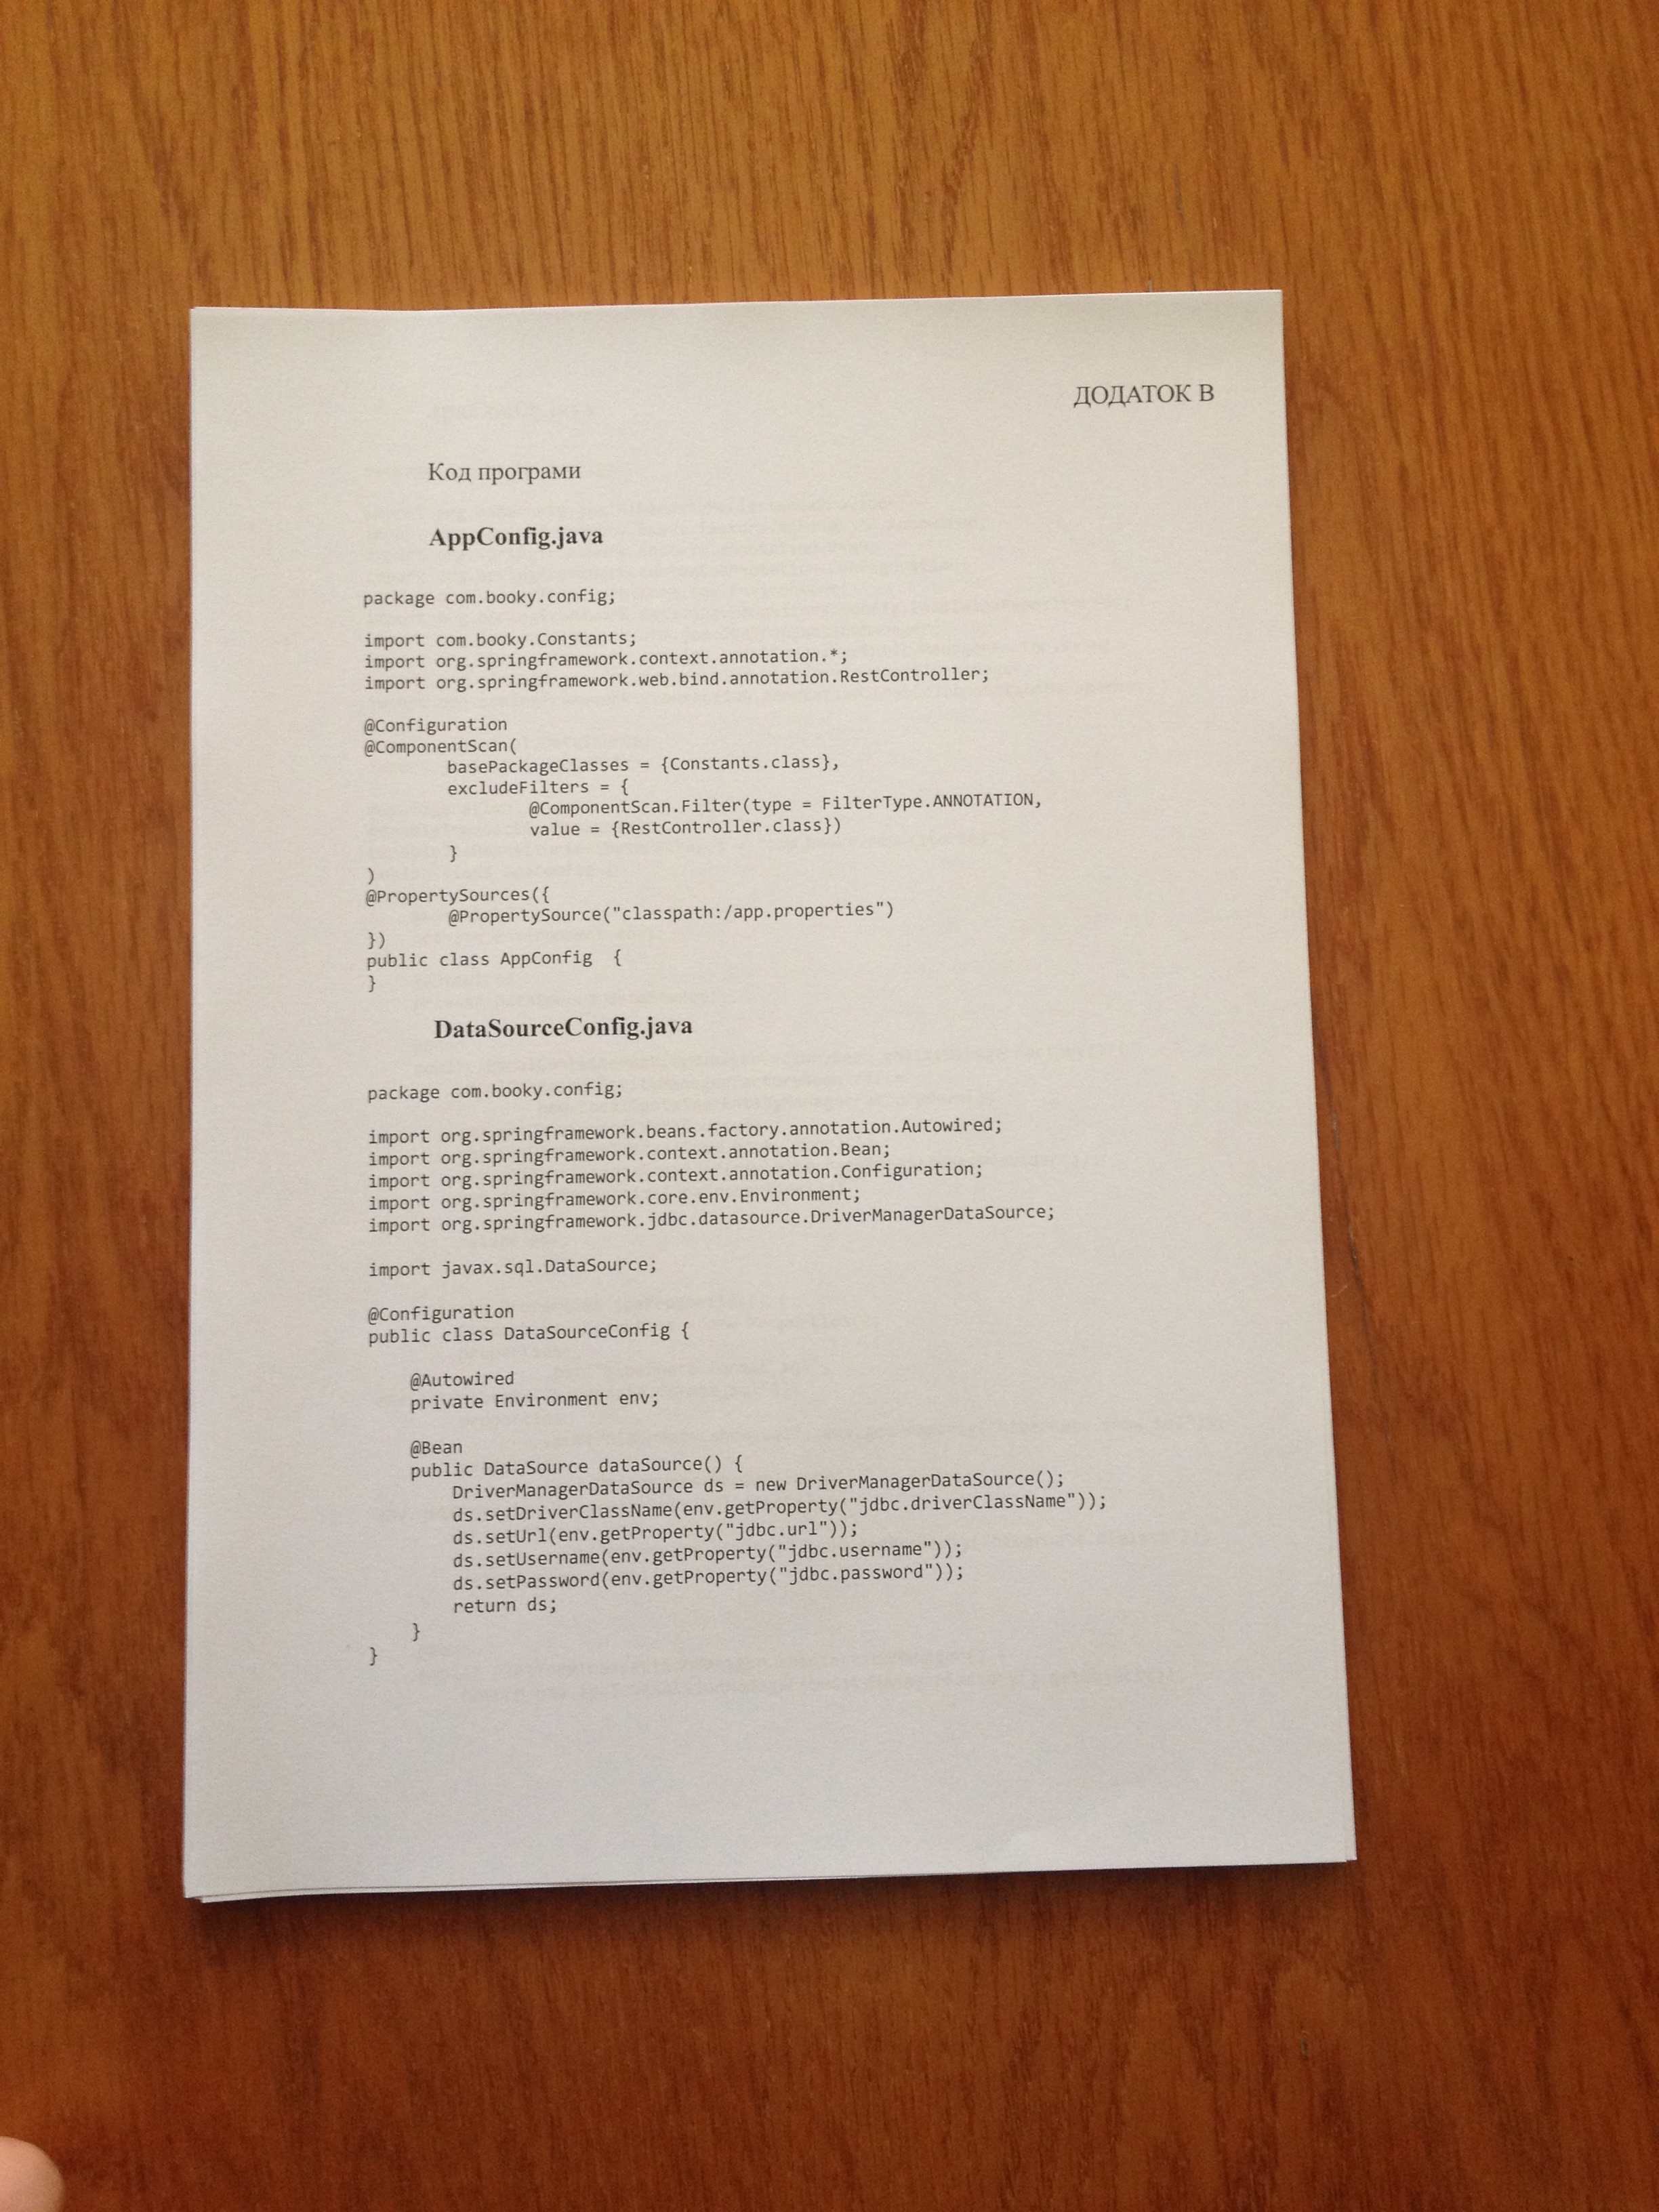 ДОДАТОК В
Код програми
AppConfig.java
package com.booky.config;
import com.booky.Constants;
import org.springframework.context.annotation.*;
import org.springframework.web.bind.annotation.RestController;
@Configuration
@ComponentScan(
        basePackageClasses = {Constants.class},
        excludeFilters = {
                @ComponentScan.Filter(type = FilterType.ANNOTATION,
                value = {RestController.class})
        }
)
@PropertySources({
        @PropertySource("classpath:/app.properties")
})
public class AppConfig  {
}
DataSourceConfig.java
package com.booky.config;
import org.springframework.beans.factory.annotation.Autowired;
import org.springframework.context.annotation.Bean;
import org.springframework.context.annotation.Configuration;
import org.springframework.core.env.Environment;
import org.springframework.jdbc.datasource.DriverManagerDataSource;
import javax.sql.DataSource;
@Configuration
public class DataSourceConfig {
    @Autowired
    private Environment env;
    @Bean
    public DataSource dataSource() {
        DriverManagerDataSource ds = new DriverManagerDataSource();
        ds.setDriverClassName(env.getProperty("jdbc.driverClassName"));
        ds.setUrl(env.getProperty("jdbc.url"));
        ds.setUsername(env.getProperty("jdbc.username"));
        ds.setPassword(env.getProperty("jdbc.password"));
        return ds;
    }
}